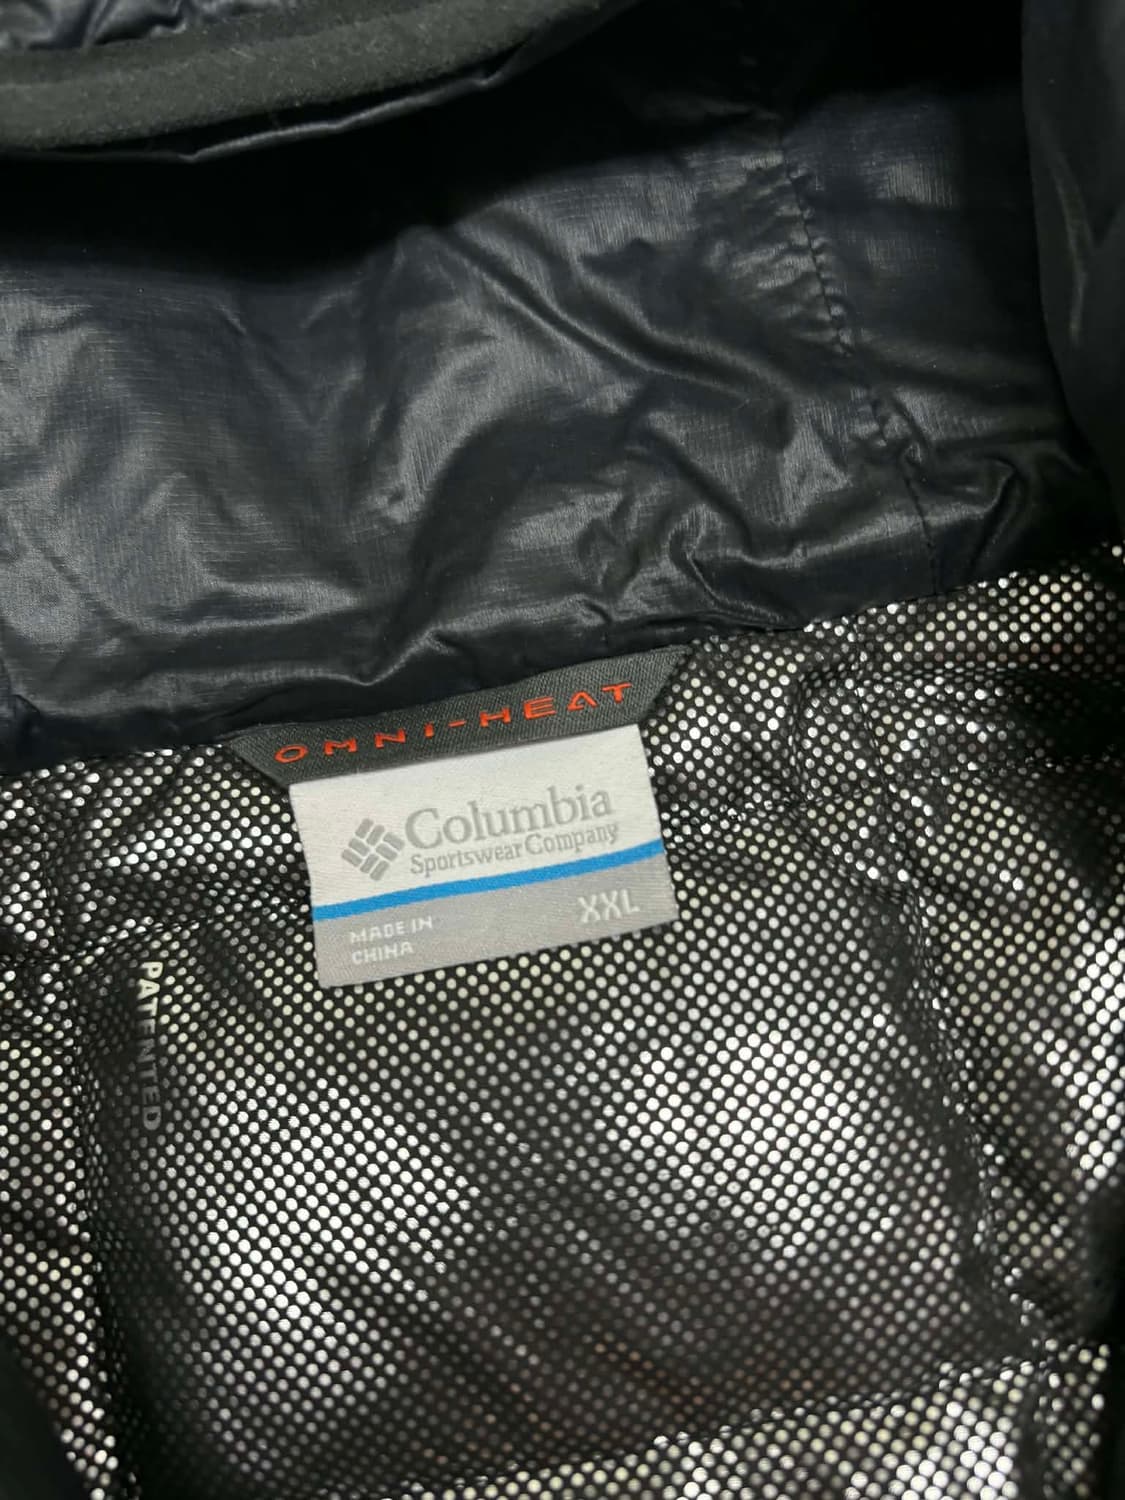 OMNI-HEAT
Columbia
Sportswear Company
XXL
MADE IN
CHINA
PATENTED